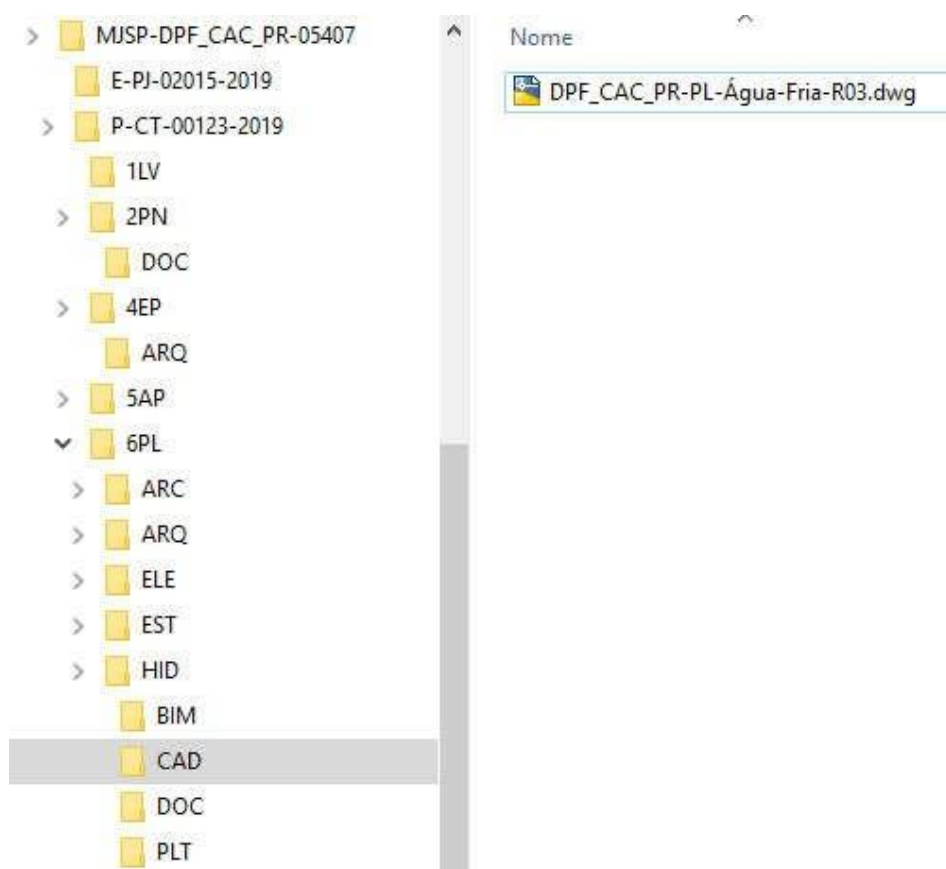 MJSP-DPF_CAC_PR-05407
E-PJ-02015-2019
P-CT-00123-2019
1LV
2PN
DOC
4EP
ARQ
5AP
6PL
ARC
ARQ
ELE
EST
HID
BIM
CAD
DOC
PLT
Nome
DPF_CAC_PR-PL-Água-Fria-R03.dwg